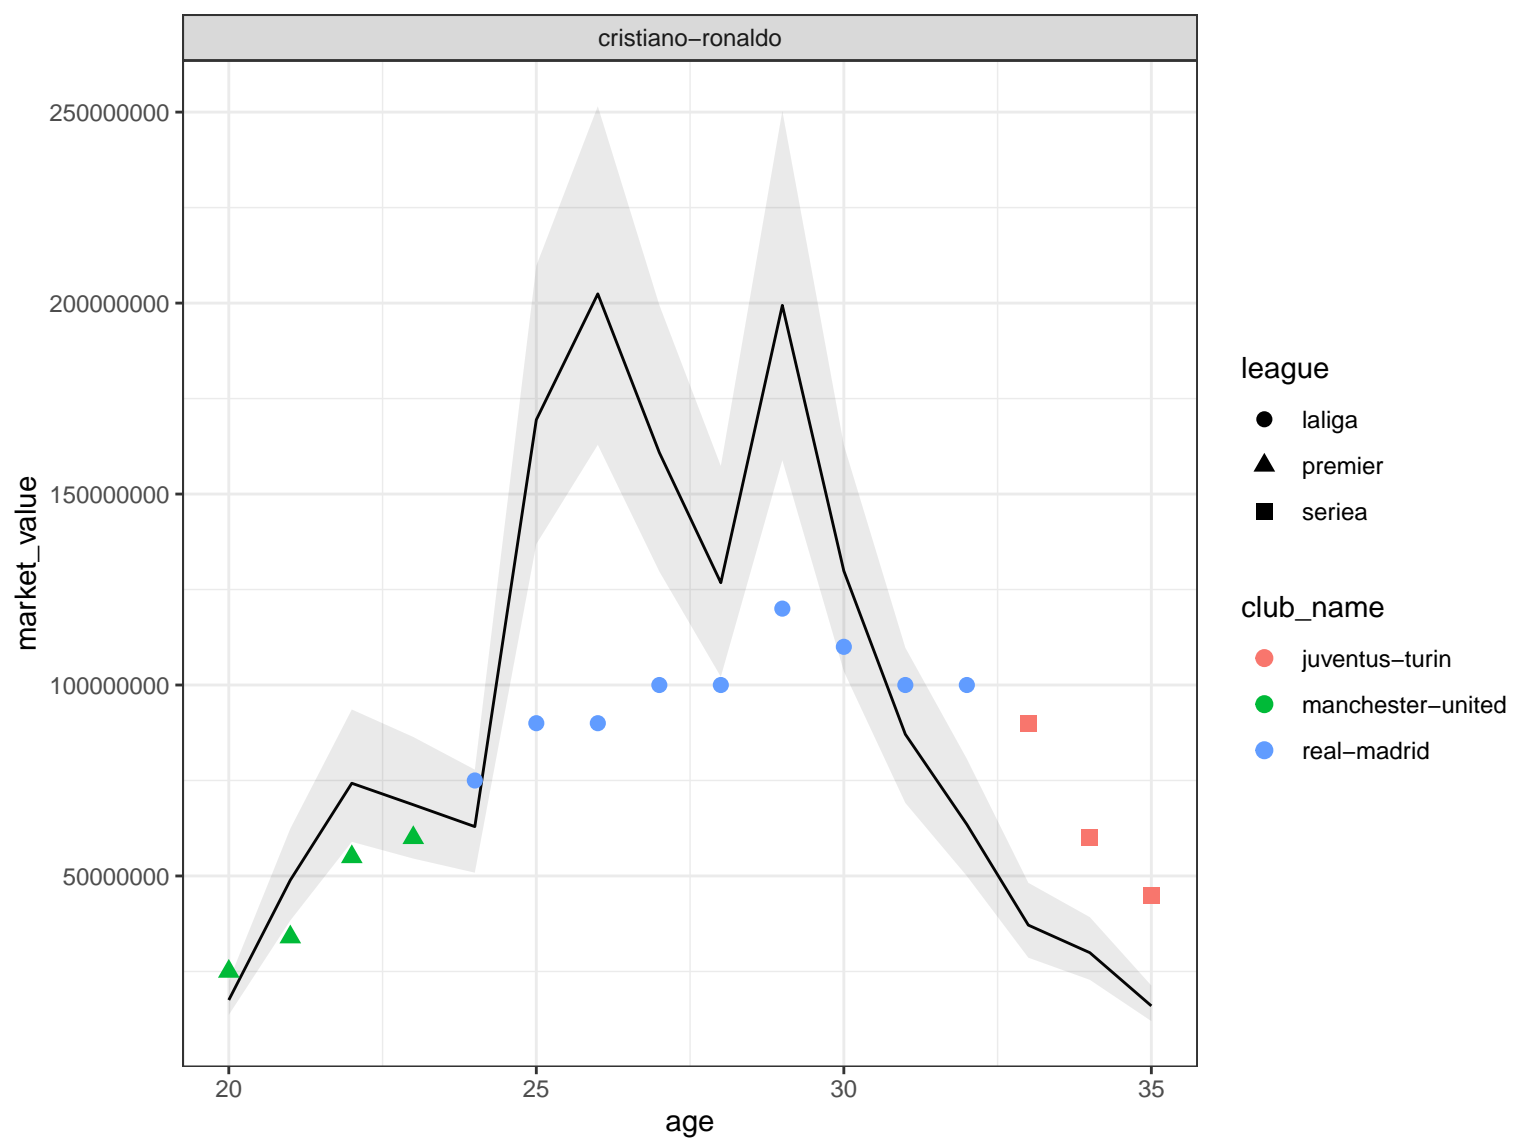 cristiano−ronaldo
250000000
200000000
150000000
100000000
50000000
market_value
20
25
30
35
age
league
laliga
premier
seriea
club_name
juventus−turin
manchester−united
real−madrid